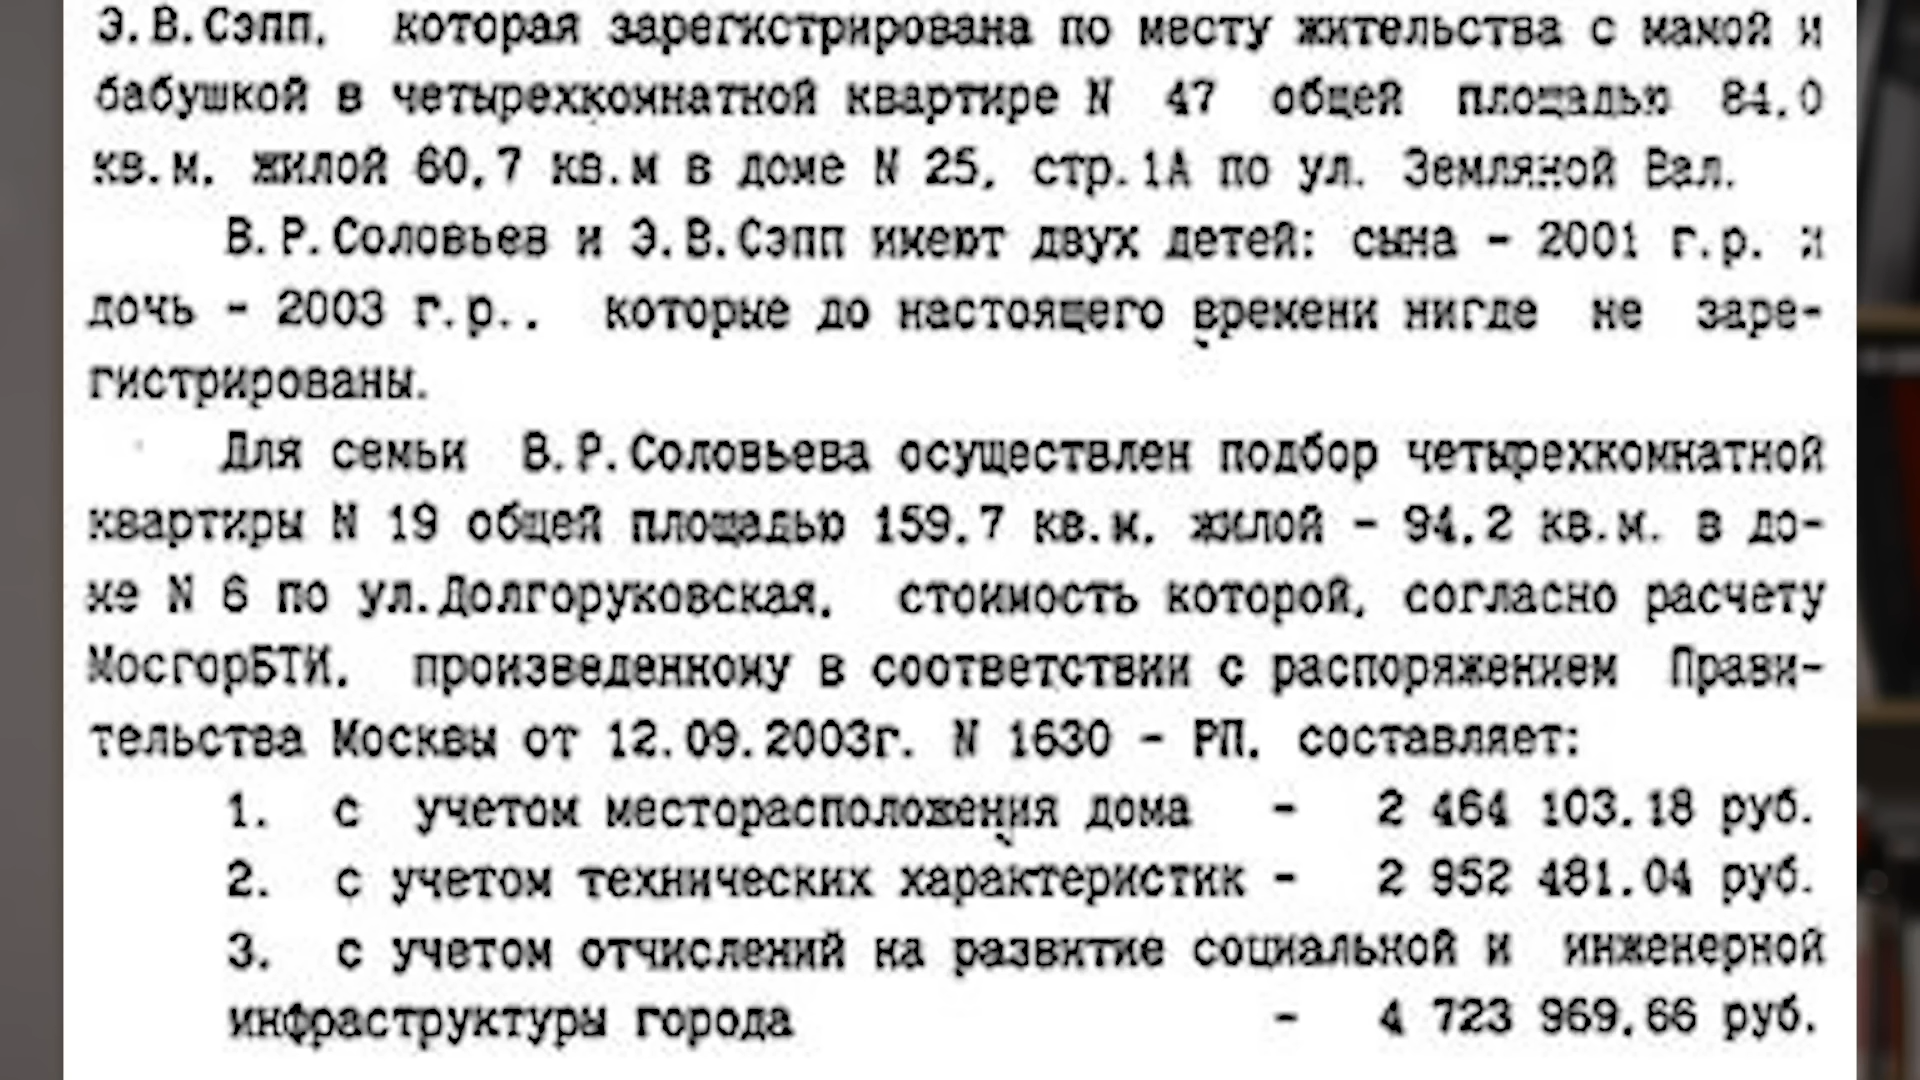 Э.В.Сэпп, которая зарегистрирована по месту жительства с мамой и
бабушкой в четырехкомнатной квартире N 47 общей площадью 84,0
кв.м, жилой 60,7 кв.м в доме N 25, стр.1А по ул. Земляной Вал.
В.Р.Соловьев и Э.В.Сэпп имеют двух детей: сына - 2001 г.р. и
дочь - 2003 г.р., которые до настоящего времени нигде не заре-
гистрированы.
Для семьи В.Р.Соловьева осуществлен подбор четырехкомнатной
квартиры N 19 общей площадью 159,7 кв.м, жилой - 94,2 кв.м. в до-
ме N 6 по ул.Долгоруковская, стоимость которой, согласно расчету
МосгорБТИ, произведенному в соответствии с распоряжением Прави-
тельства Москвы от 12.09.2003г. N 1630 - РП, составляет:
1. с учетом месторасположения дома - 2 464 103,18 руб.
2. с учетом технических характеристик - 2 952 481,04 руб.
3. с учетом отчислений на развитие социальной и инженерной
инфраструктуры города - 4 723 969,66 руб.